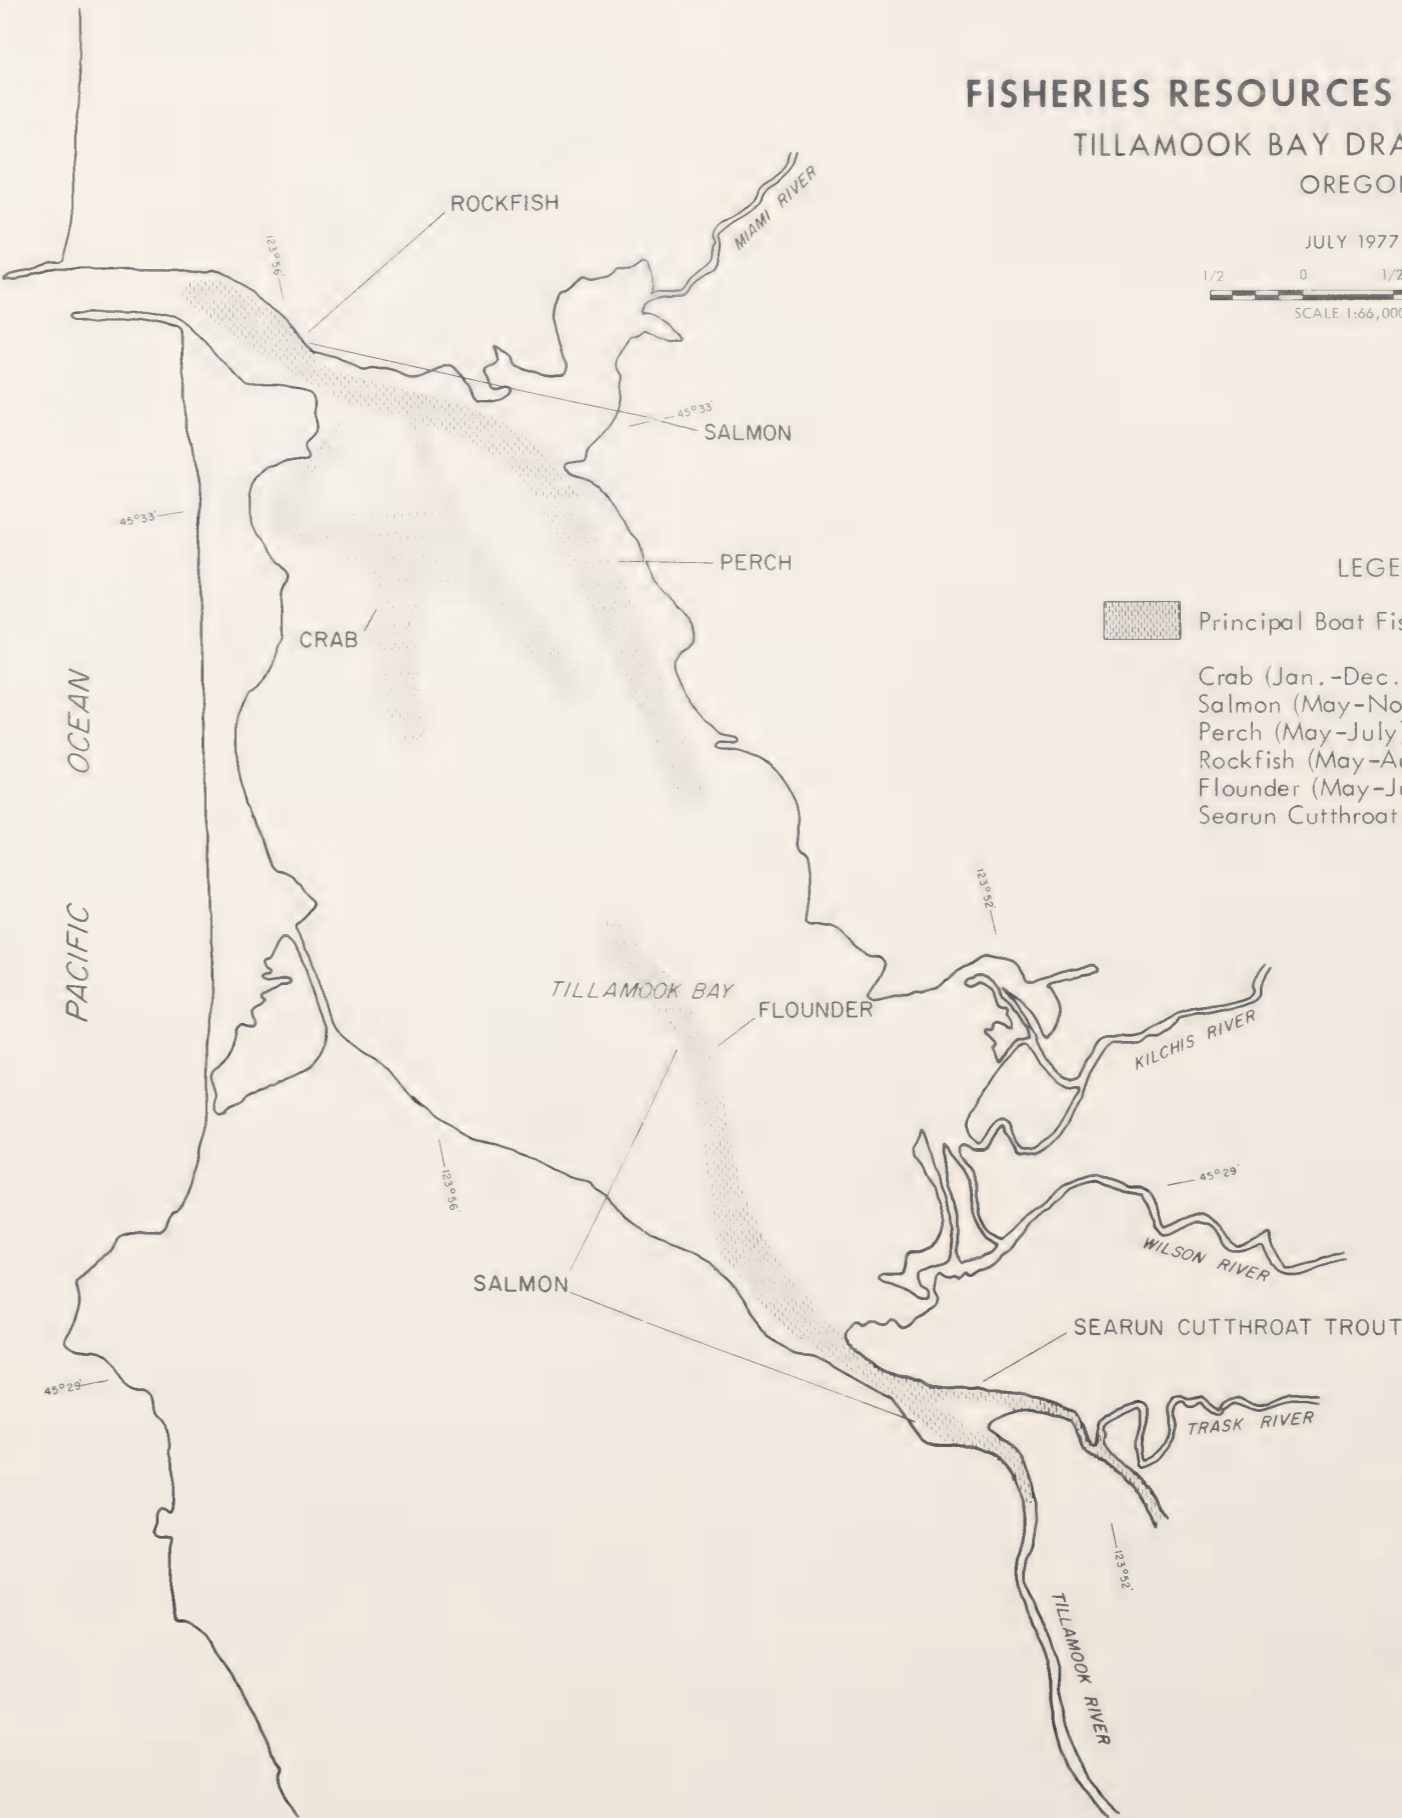 FISHERIES RESOURCES
TILLAMOOK BAY DRA
OREGO
JULY 1977
1/2 0 1/2
SCALE 1:66,000
ROCKFISH
MIAMI RIVER
123°56'
45°33'
SALMON
45°33'
PERCH
CRAB
LEGE
Principal Boat Fis
Crab (Jan.-Dec.
Salmon (May-No
Perch (May-July
Rockfish (May-Au
Flounder (May-Ju
Searun Cutthroat
PACIFIC OCEAN
123°52'
TILLAMOOK BAY
FLOUNDER
KILCHIS RIVER
123°56'
45°29'
WILSON RIVER
SALMON
SEARUN CUTTHROAT TROUT
45°29'
TRASK RIVER
123°52'
TILLAMOOK RIVER